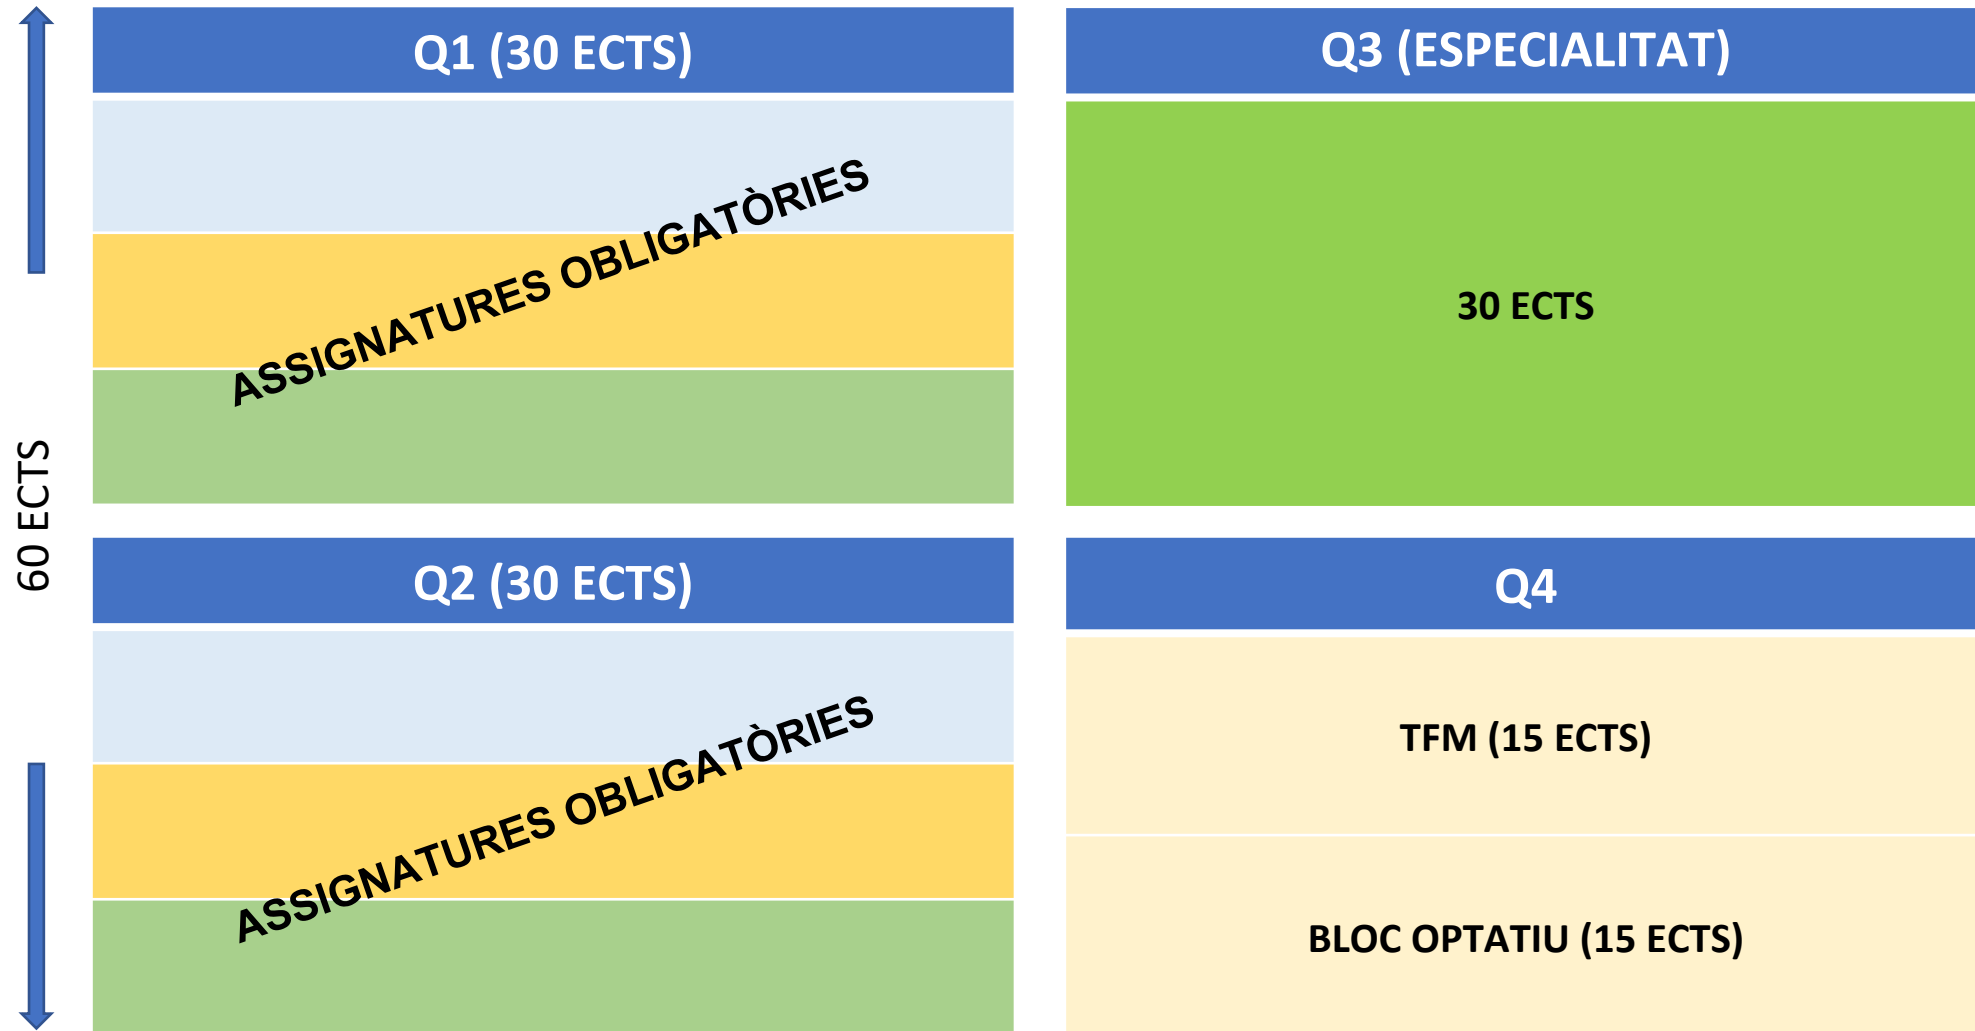 60 ECTS
Q1 (30 ECTS)
ASSIGNATURES OBLIGATÒRIES
Q2 (30 ECTS)
ASSIGNATURES OBLIGATÒRIES
Q3 (ESPECIALITAT)
30 ECTS
Q4
TFM (15 ECTS)
BLOC OPTATIU (15 ECTS)